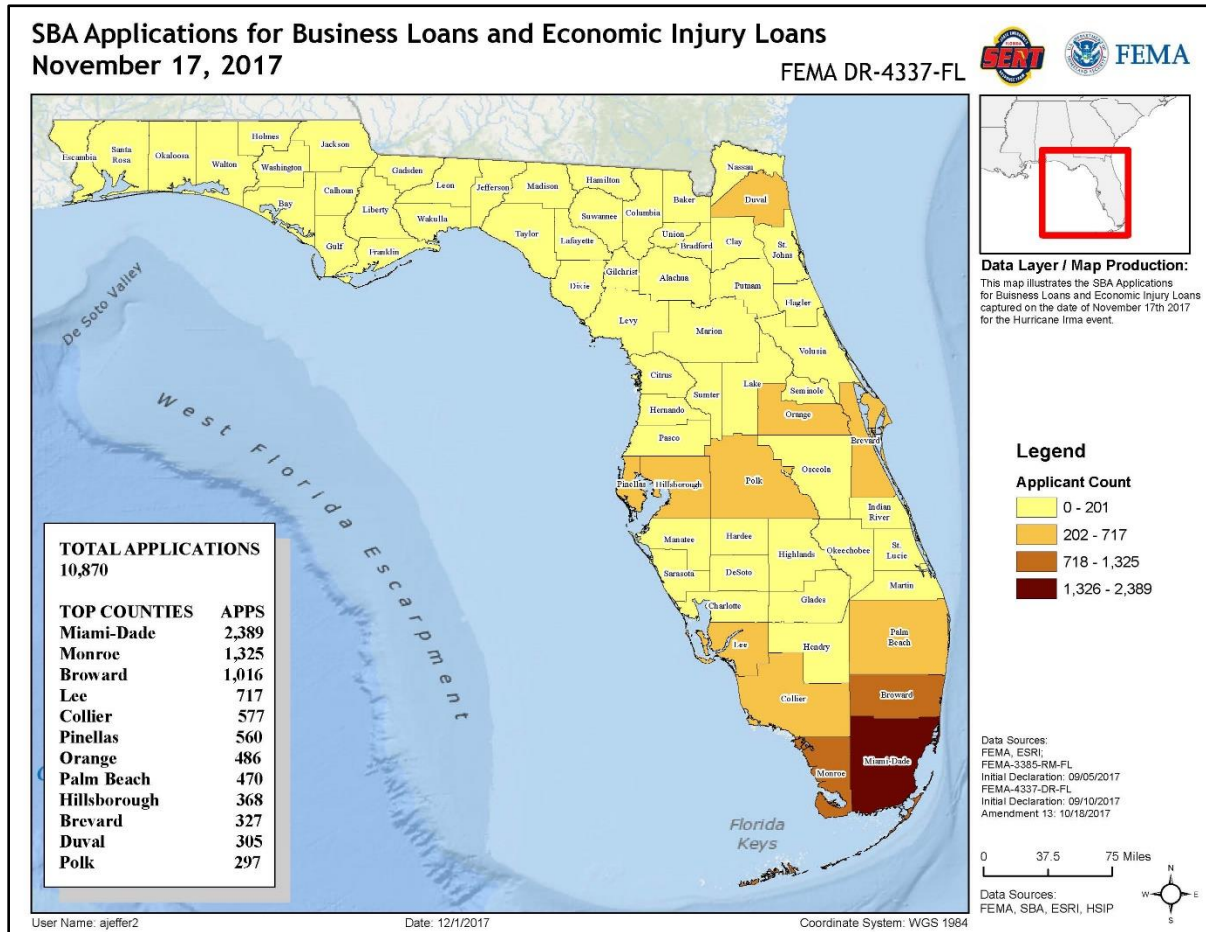 SBA Applications for Business Loans and Economic Injury Loans
November 17, 2017
FEMA DR-4337-FL
SERT
FEMA
Data Layer / Map Production:
This map illustrates the SBA Applications
for Buisness Loans and Economic Injury Loans
captured on the date of November 17th 2017
for the Hurricane Irma event.
Legend
Applicant Count
0 - 201
202 - 717
718 - 1,325
1,326 - 2,389
Escambia
Santa
Rosa
Okaloosa
Walton
Holmes
Washington
Jackson
Bay
Calhoun
Gulf
Liberty
Gadsden
Franklin
Leon
Wakulla
Jefferson
Madison
Taylor
Hamilton
Suwannee
Lafayette
Columbia
Dixie
Gilchrist
Baker
Union
Bradford
Nassau
Duval
Clay
St.
Johns
Alachua
Putnam
Flagler
Levy
Marion
Volusia
Citrus
Sumter
Lake
Seminole
Hernando
Orange
Pasco
Brevard
Pinellas
Hillsborough
Polk
Osceola
Indian
River
Manatee
Hardee
Highlands
Okeechobee
St.
Lucie
Sarasota
DeSoto
Martin
Charlotte
Glades
Lee
Hendry
Palm
Beach
Collier
Broward
Monroe
Miami-Dade
De Soto Valley
West Florida Escarpment
Florida
Keys
TOTAL APPLICATIONS
10,870
TOP COUNTIES APPS
Miami-Dade 2,389
Monroe 1,325
Broward 1,016
Lee 717
Collier 577
Pinellas 560
Orange 486
Palm Beach 470
Hillsborough 368
Brevard 327
Duval 305
Polk 297
Data Sources:
FEMA, ESRI;
FEMA-3385-RM-FL
Initial Declaration: 09/05/2017
FEMA-4337-DR-FL
Initial Declaration: 09/10/2017
Amendment 13: 10/18/2017
0 37.5 75 Miles
Data Sources:
FEMA, SBA, ESRI, HSIP
N
W E
S
User Name: ajeffer2
Date: 12/1/2017
Coordinate System: WGS 1984